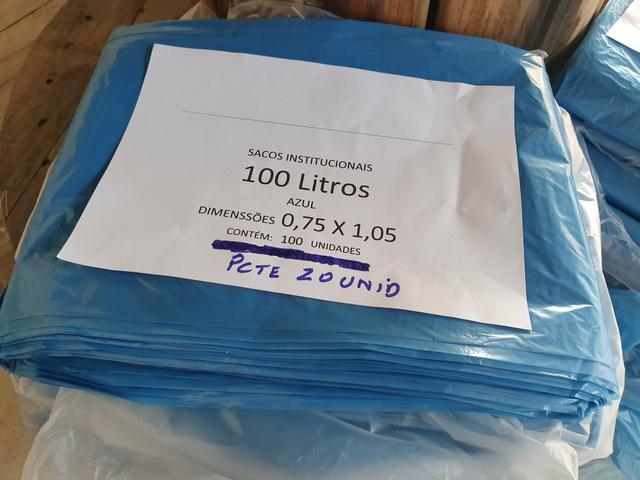 SACOS INSTITUCIONAIS
100 Litros
AZUL
DIMENSSÕES 0,75 X 1,05
CONTÉM: 100 UNIDADES
PCTE 20 UNID